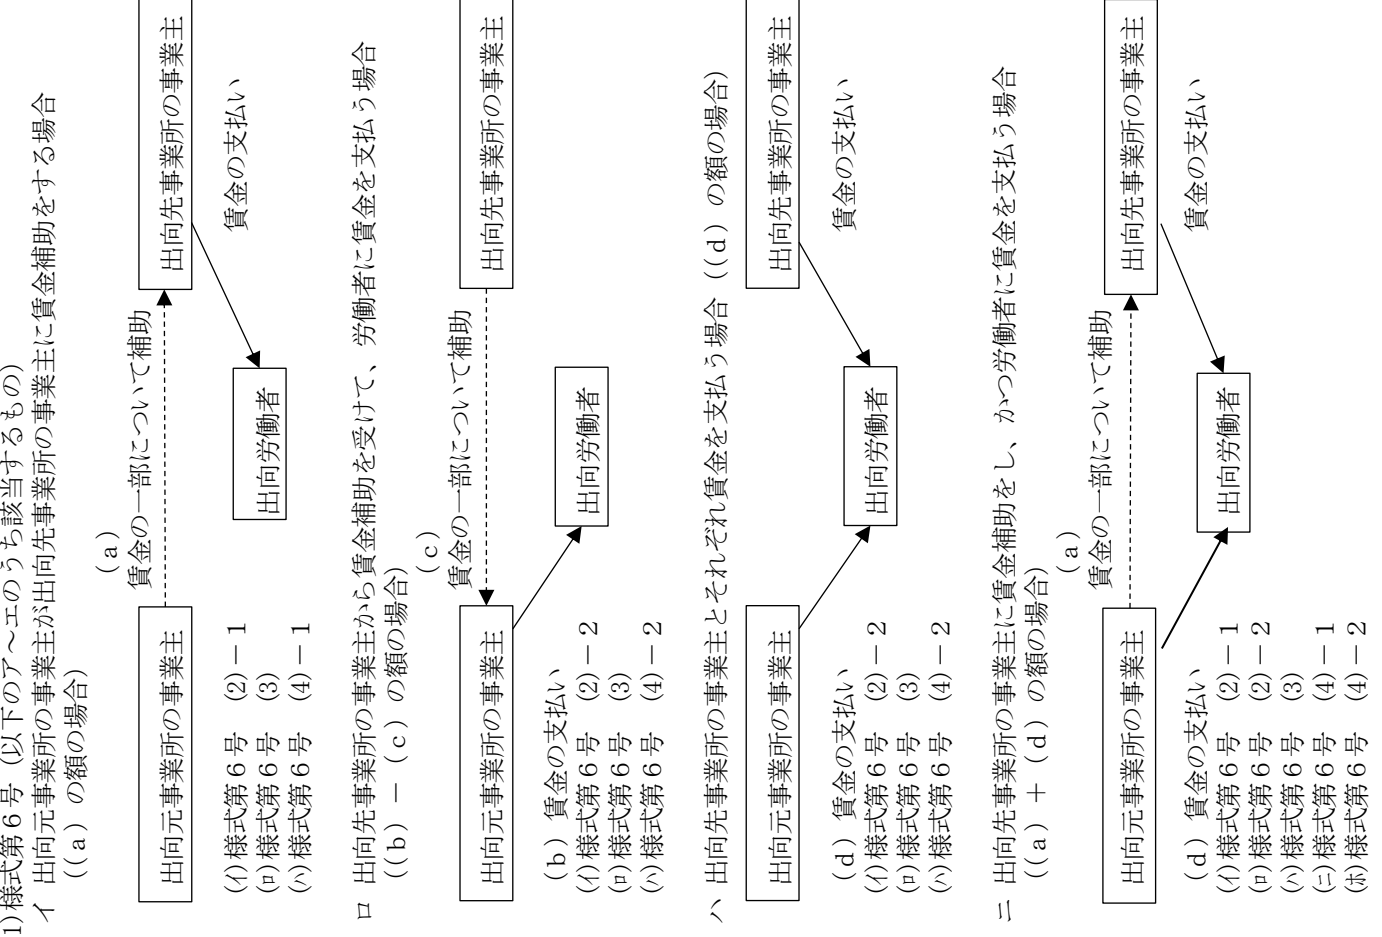 1)様式第6号（以下のア～エのうち該当するもの）
イ 出向元事業所の事業主が出向先事業所の事業主に賃金補助をする場合
（（a）の額の場合）
（a）
賃金の一部について補助
出向元事業所の事業主
出向先事業所の事業主
出向労働者
賃金の支払い
(イ)様式第6号 (2)－1
(ロ)様式第6号 (3)
(ハ)様式第6号 (4)－1
ロ 出向先事業所の事業主から賃金補助を受けて、労働者に賃金を支払う場合
（（b）－（c）の額の場合）
（c）
賃金の一部について補助
出向元事業所の事業主
出向先事業所の事業主
出向労働者
（b）賃金の支払い
(イ)様式第6号 (2)－2
(ロ)様式第6号 (3)
(ハ)様式第6号 (4)－2
ハ 出向先事業所の事業主とそれぞれ賃金を支払う場合（（d）の額の場合）
出向元事業所の事業主
出向先事業所の事業主
出向労働者
賃金の支払い
（d）賃金の支払い
(イ)様式第6号 (2)－2
(ロ)様式第6号 (3)
(ハ)様式第6号 (4)－2
ニ 出向先事業所の事業主に賃金補助をし、かつ労働者に賃金を支払う場合
（（a）＋（d）の額の場合）
（a）
賃金の一部について補助
出向元事業所の事業主
出向先事業所の事業主
出向労働者
賃金の支払い
（d）賃金の支払い
(イ)様式第6号 (2)－1
(ロ)様式第6号 (2)－2
(ハ)様式第6号 (3)
(ニ)様式第6号 (4)－1
(ホ)様式第6号 (4)－2